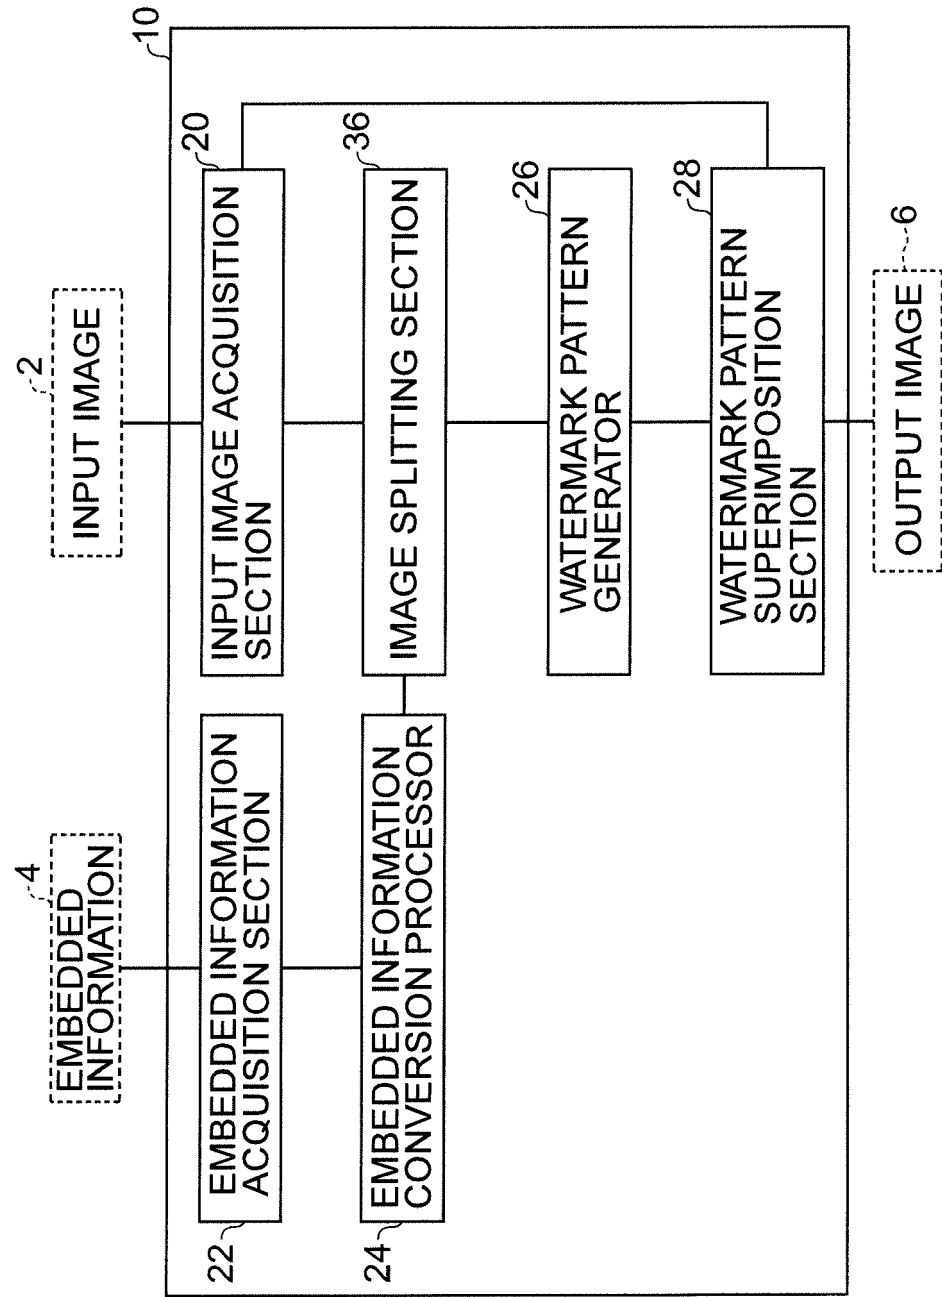 10
2
INPUT IMAGE
4
EMBEDDED
INFORMATION
20
INPUT IMAGE ACQUISITION
SECTION
22
EMBEDDED INFORMATION
ACQUISITION SECTION
36
IMAGE SPLITTING SECTION
24
EMBEDDED INFORMATION
CONVERSION PROCESSOR
26
WATERMARK PATTERN
GENERATOR
28
WATERMARK PATTERN
SUPERIMPOSITION
SECTION
6
OUTPUT IMAGE